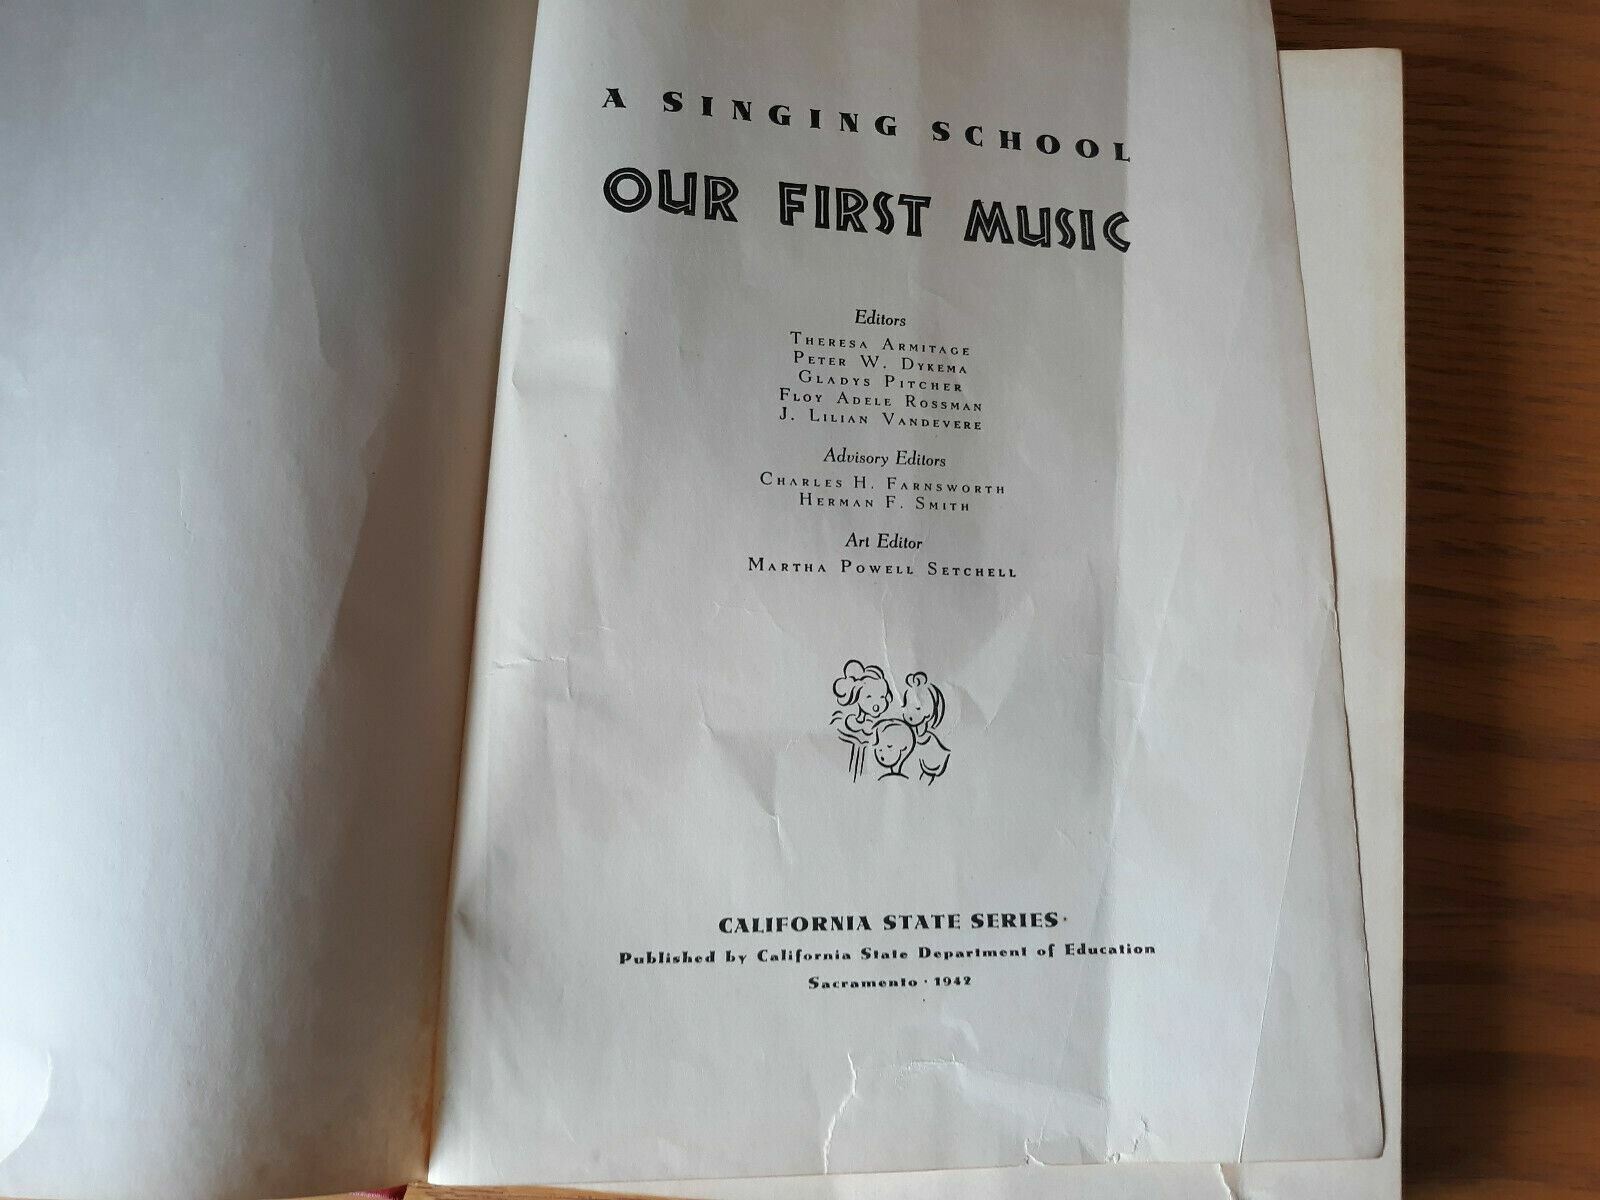 A SINGING SCHOOL
OUR FIRST MUSIC
Editors
THERESA ARMITAGE
PETER W. DYKEMA
GLADYS PITCHER
FLOY ADELE ROSSMAN
J. LILIAN VANDEVERE
Advisory Editors
CHARLES H. FARNSWORTH
HERMAN F. SMITH
Art Editor
MARTHA POWELL SETCHELL
CALIFORNIA STATE SERIES
Published by California State Department of Education
Sacramento · 1942